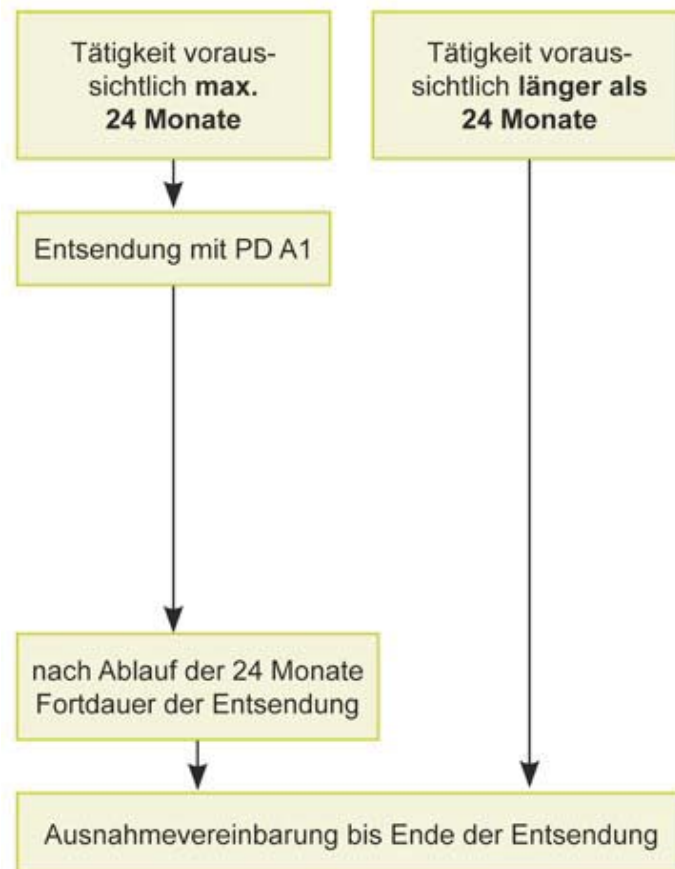 Tätigkeit voraus-
sichtlich max.
24 Monate
Tätigkeit voraus-
sichtlich länger als
24 Monate
Entsendung mit PD A1
nach Ablauf der 24 Monate
Fortdauer der Entsendung
Ausnahmevereinbarung bis Ende der Entsendung